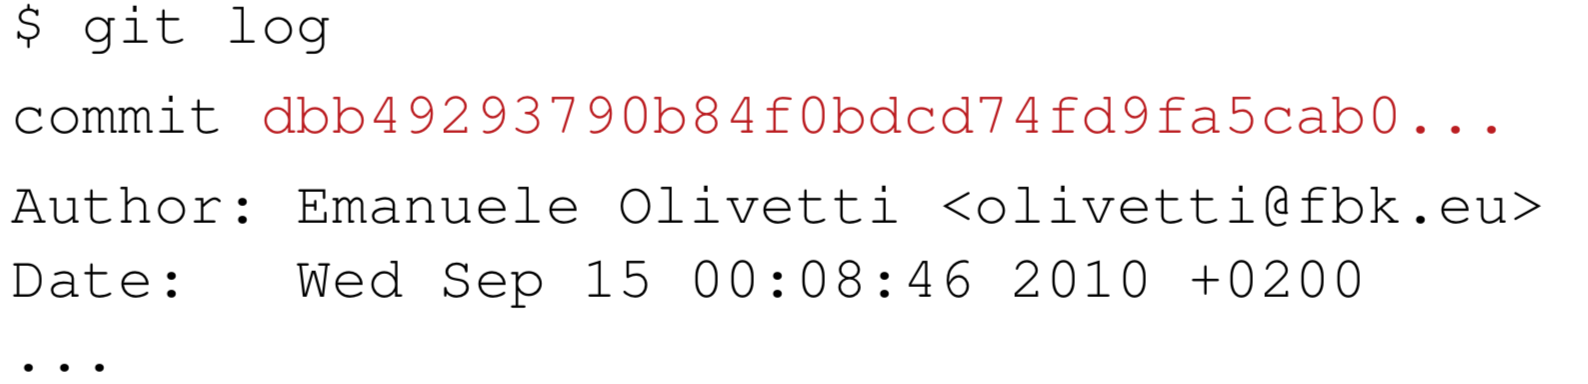 $ git log
commit dbb49293790b84f0bdcd74fd9fa5cab0...
Author: Emanuele Olivetti <olivetti@fbk.eu>
Date:   Wed Sep 15 00:08:46 2010 +0200
...